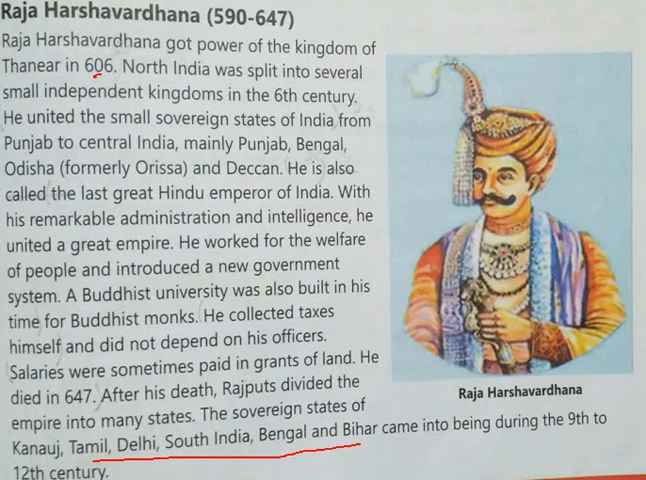 Raja Harshavardhana (590-647)
Raja Harshavardhana got power of the kingdom of
Thanear in 606. North India was split into several
small independent kingdoms in the 6th century.
He united the small sovereign states of India from
Punjab to central India, mainly Punjab, Bengal,
Odisha (formerly Orissa) and Deccan. He is also
called the last great Hindu emperor of India. With
his remarkable administration and intelligence, he
united a great empire. He worked for the welfare
of people and introduced a new government
system. A Buddhist university was also built in his
time for Buddhist monks. He collected taxes
himself and did not depend on his officers.
Salaries were sometimes paid in grants of land. He
died in 647. After his death, Rajputs divided the
empire into many states. The sovereign states of
Kanauj, Tamil, Delhi, South India, Bengal and Bihar came into being during the 9th to
12th century.
Raja Harshavardhana